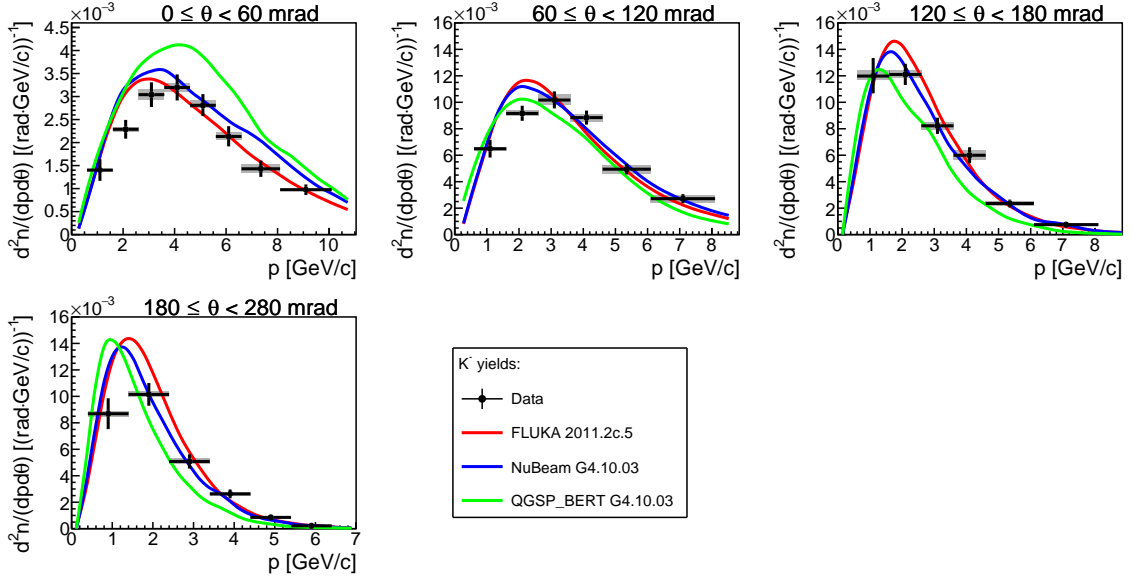 ×10⁻³
0 ≤ θ < 60 mrad
d²n/(dpdθ) [(rad·GeV/c))⁻¹]
4.5
4
3.5
3
2.5
2
1.5
1
0.5
0
0 2 4 6 8 10
p [GeV/c]
×10⁻³
60 ≤ θ < 120 mrad
d²n/(dpdθ) [(rad·GeV/c))⁻¹]
16
14
12
10
8
6
4
2
0
0 1 2 3 4 5 6 7 8
p [GeV/c]
×10⁻³
120 ≤ θ < 180 mrad
d²n/(dpdθ) [(rad·GeV/c))⁻¹]
16
14
12
10
8
6
4
2
0
0 1 2 3 4 5 6 7 8
p [GeV/c]
×10⁻³
180 ≤ θ < 280 mrad
d²n/(dpdθ) [(rad·GeV/c))⁻¹]
16
14
12
10
8
6
4
2
0
0 1 2 3 4 5 6 7
p [GeV/c]
K⁻ yields:
Data
FLUKA 2011.2c.5
NuBeam G4.10.03
QGSP_BERT G4.10.03